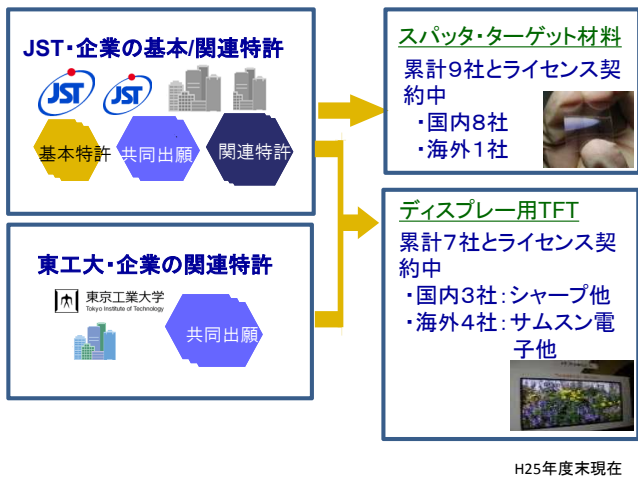 JST・企業の基本/関連特許
JST
JST
基本特許
共同出願
関連特許
東工大・企業の関連特許
東京工業大学
Tokyo Institute of Technology
共同出願
スパッタ・ターゲット材料
累計９社とライセンス契
約中
・国内８社
・海外１社
ディスプレー用TFT
累計７社とライセンス契
約中
・国内３社：シャープ他
・海外４社：サムスン電
子他
H25年度末現在